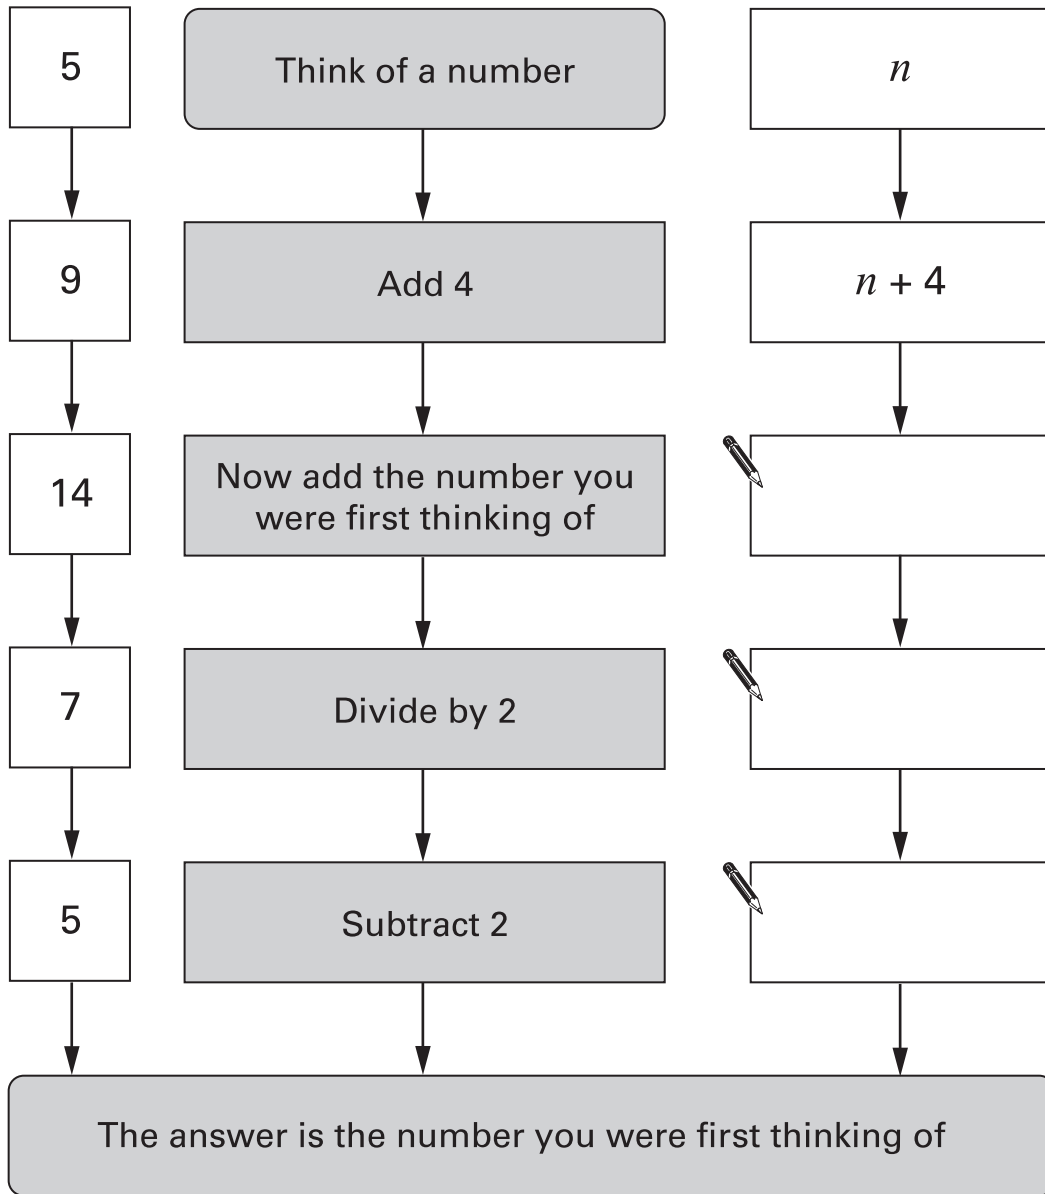 5
Think of a number
n
9
Add 4
n + 4
14
Now add the number you
were first thinking of
7
Divide by 2
5
Subtract 2
The answer is the number you were first thinking of